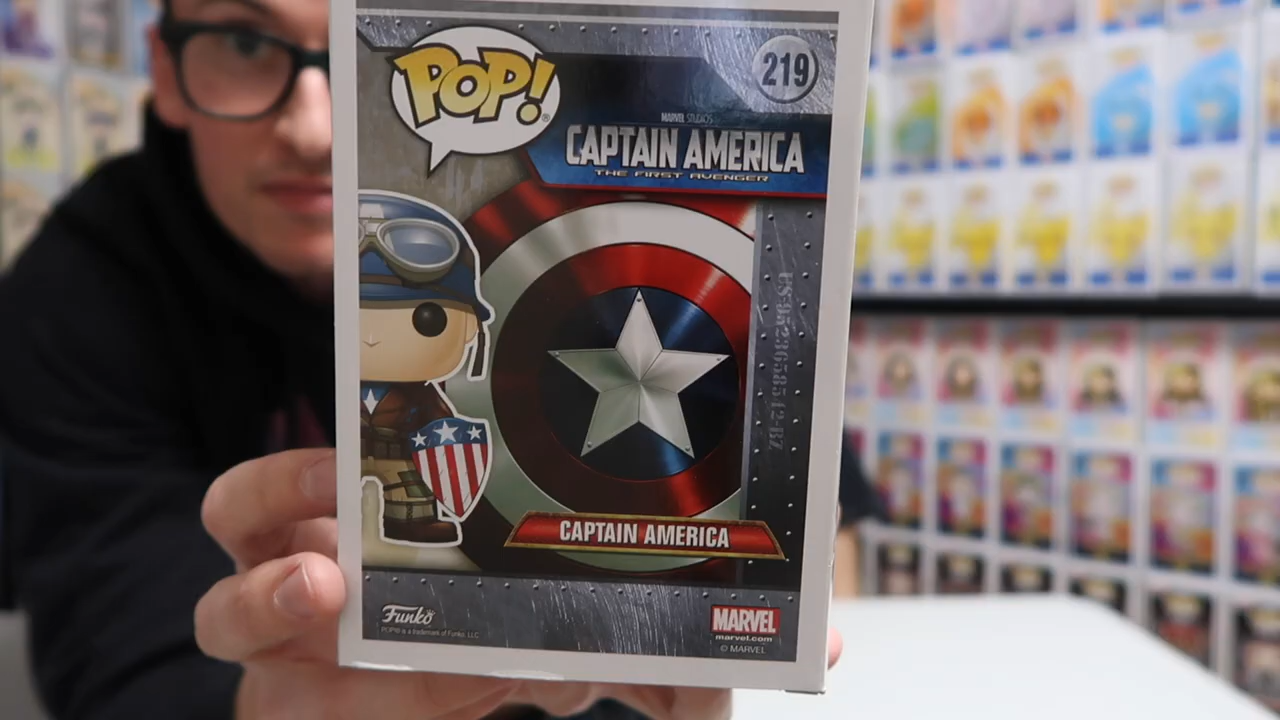 POP!
219
MARVEL STUDIOS
CAPTAIN AMERICA
THE FIRST AVENGER
CAPTAIN AMERICA
Funko
POP!® is a trademark of Funko, LLC
MARVEL
marvel.com
© MARVEL